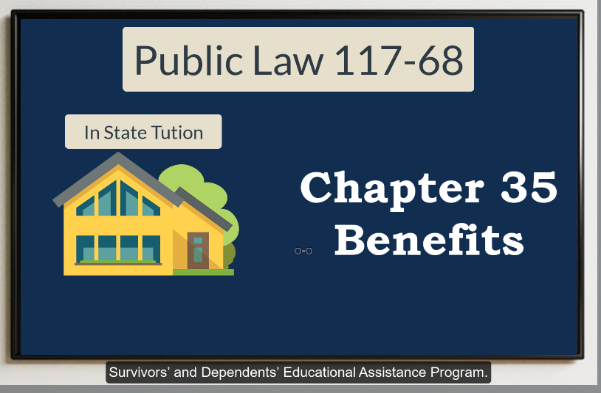 Public Law 117-68
In State Tution
Chapter 35
Benefits
Survivors' and Dependents' Educational Assistance Program.